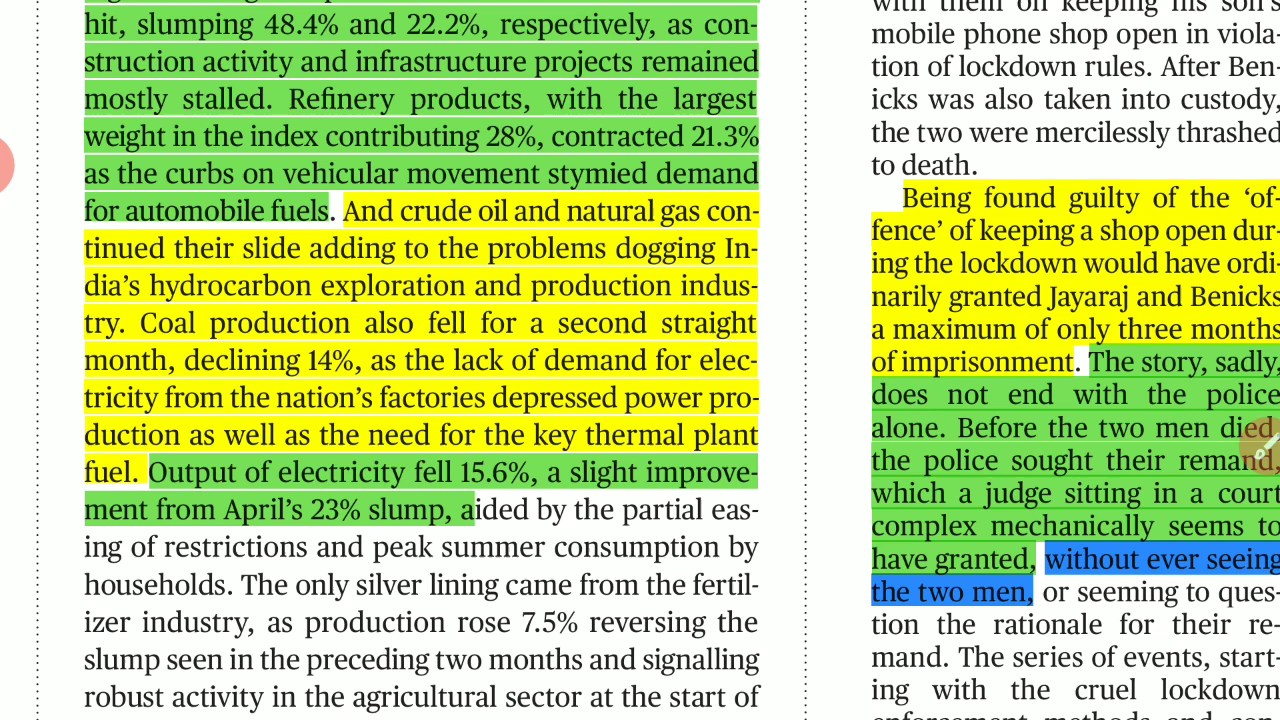 hit, slumping 48.4% and 22.2%, respectively, as con-
struction activity and infrastructure projects remained
mostly stalled. Refinery products, with the largest
weight in the index contributing 28%, contracted 21.3%
as the curbs on vehicular movement stymied demand
for automobile fuels. And crude oil and natural gas con-
tinued their slide adding to the problems dogging In-
dia’s hydrocarbon exploration and production indus-
try. Coal production also fell for a second straight
month, declining 14%, as the lack of demand for elec-
tricity from the nation’s factories depressed power pro-
duction as well as the need for the key thermal plant
fuel. Output of electricity fell 15.6%, a slight improve-
ment from April’s 23% slump, aided by the partial eas-
ing of restrictions and peak summer consumption by
households. The only silver lining came from the fertil-
izer industry, as production rose 7.5% reversing the
slump seen in the preceding two months and signalling
robust activity in the agricultural sector at the start of
with them on keeping his son’s
mobile phone shop open in viola-
tion of lockdown rules. After Ben-
icks was also taken into custody,
the two were mercilessly thrashed
to death.
Being found guilty of the ‘of-
fence’ of keeping a shop open dur-
ing the lockdown would have ordi-
narily granted Jayaraj and Benicks
a maximum of only three months
of imprisonment. The story, sadly,
does not end with the police
alone. Before the two men died,
the police sought their remand,
which a judge sitting in a court
complex mechanically seems to
have granted, without ever seeing
the two men, or seeming to ques-
tion the rationale for their re-
mand. The series of events, start-
ing with the cruel lockdown
enforcement methods and con-